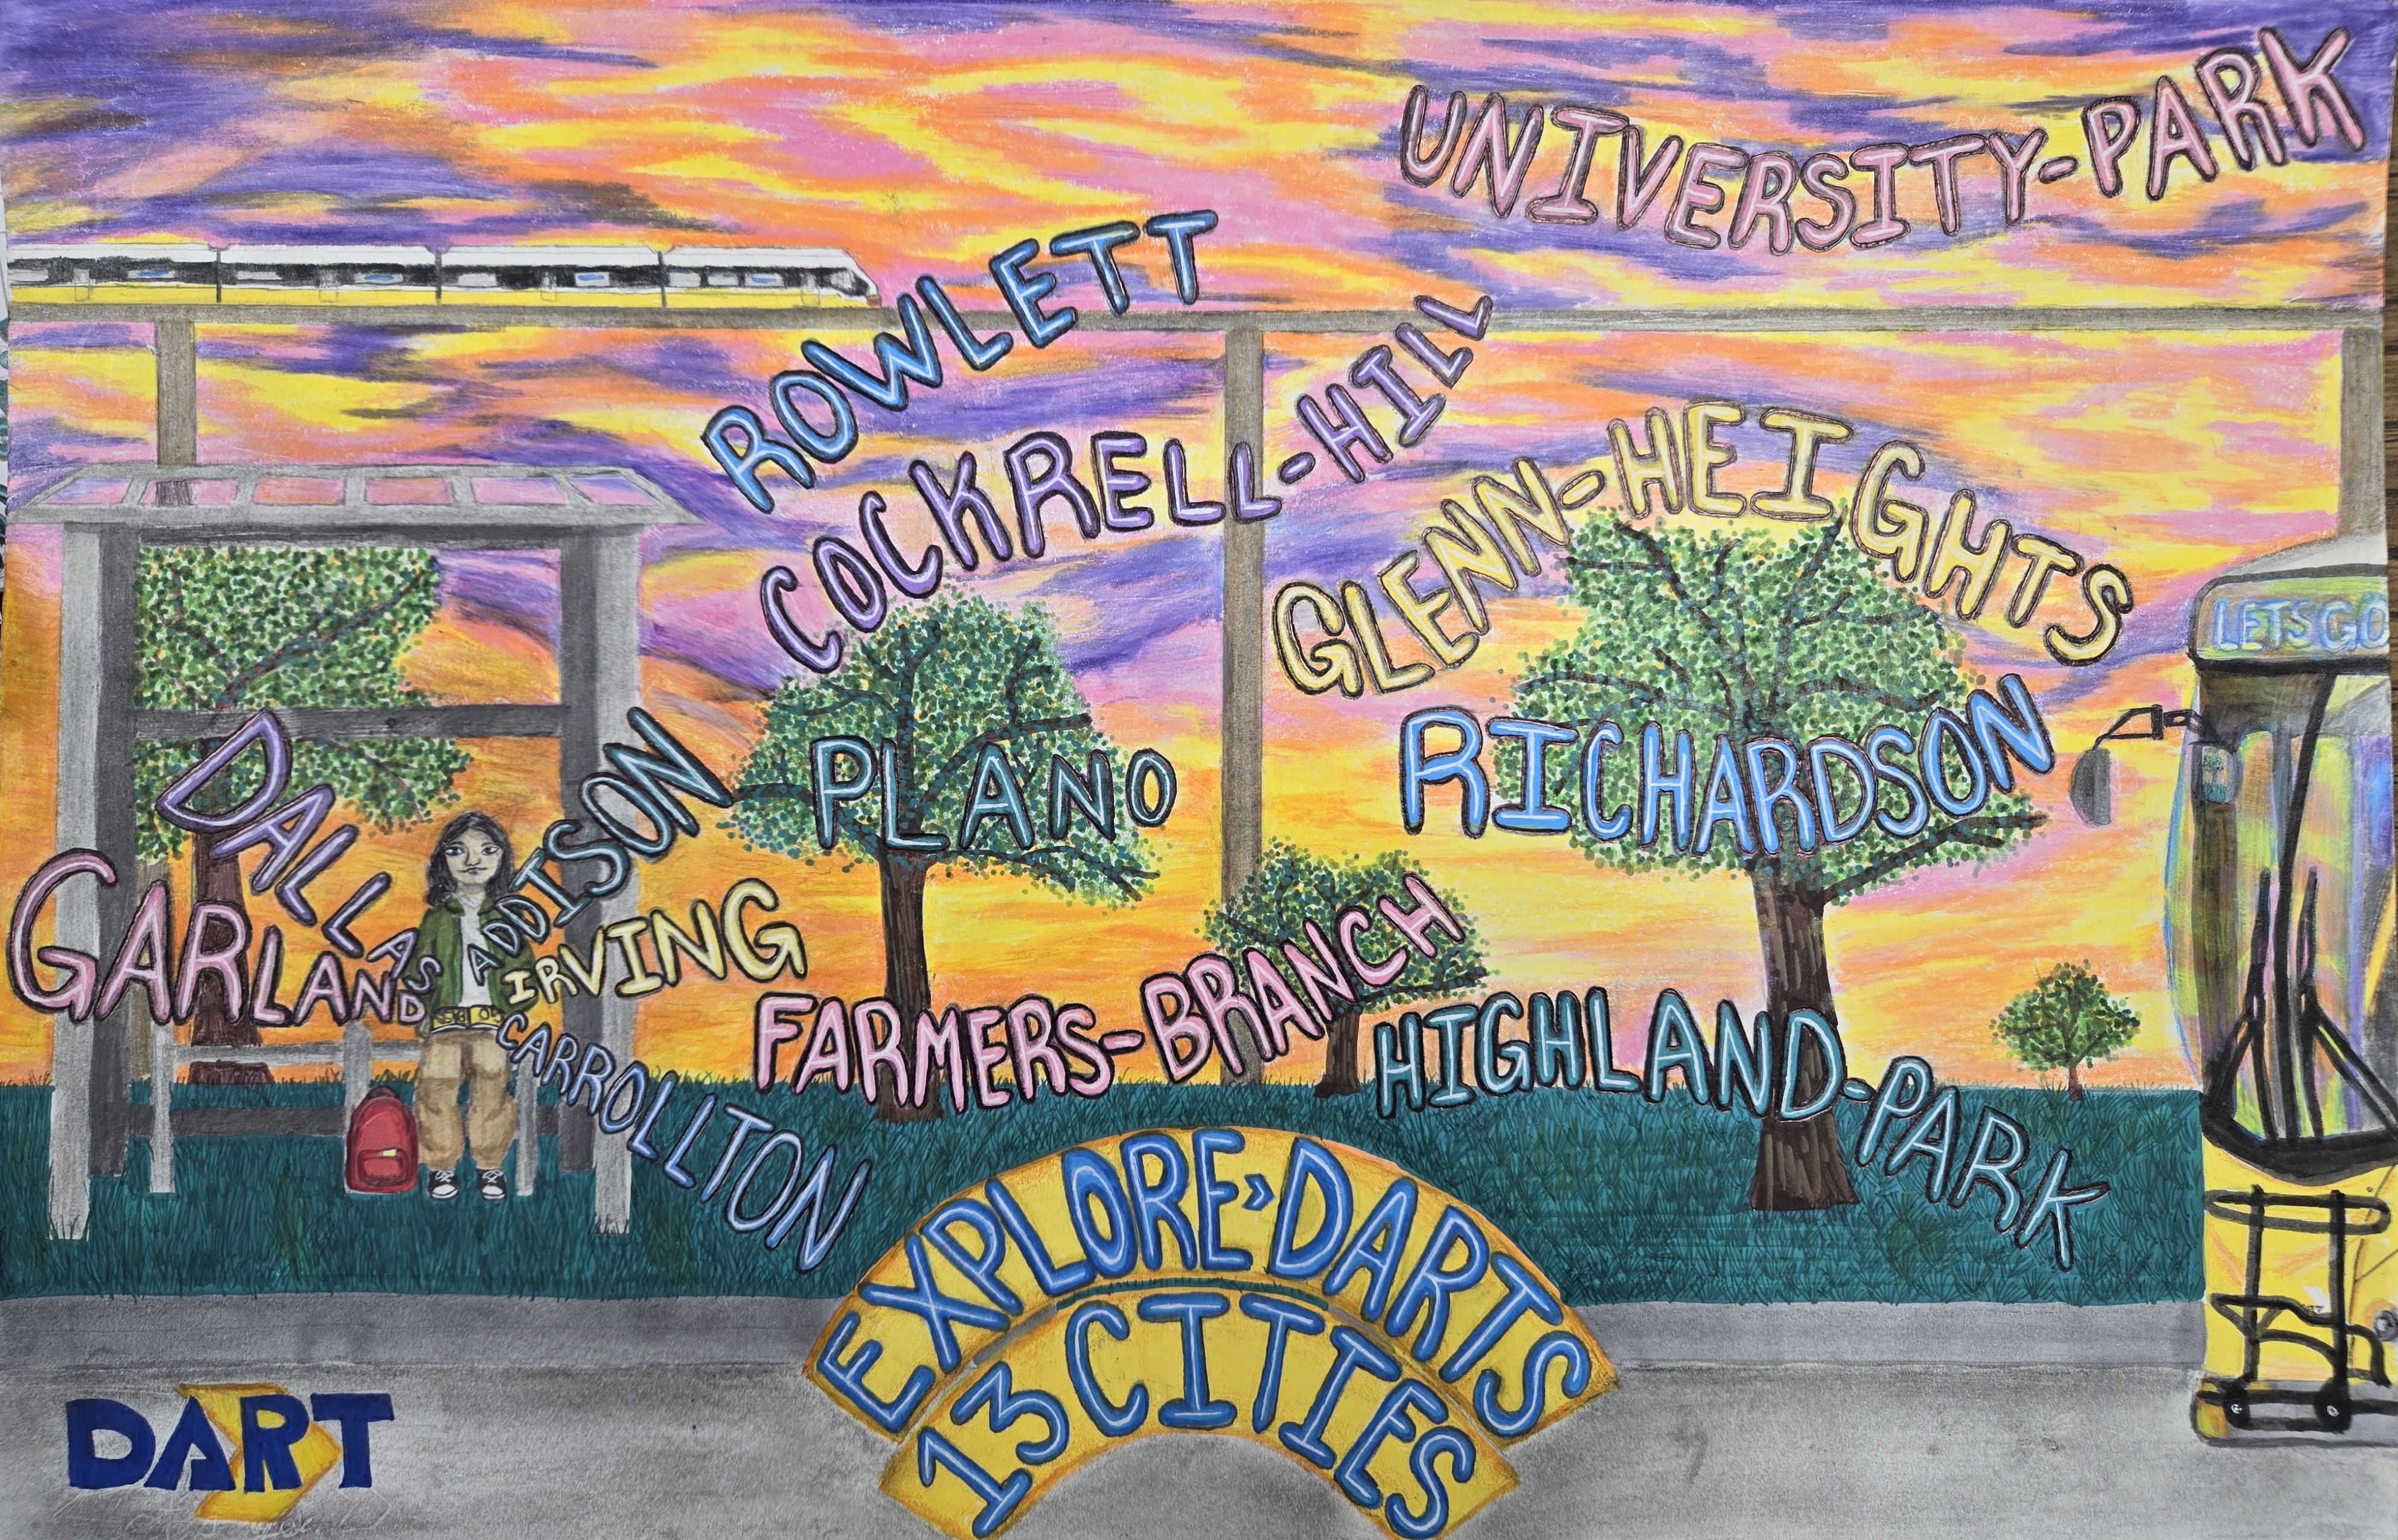 UNIVERSITY-PARK
ROWLETT
COCKRELL-HILL
GLENN-HEIGHTS
LETS GO
RICHARDSON
PLANO
DALLAS
ADDISON
GARLAND
IRVING
FARMERS-BRANCH
HIGHLAND-PARK
CARROLLTON
EXPLORE>DARTS
13 CITIES
DART